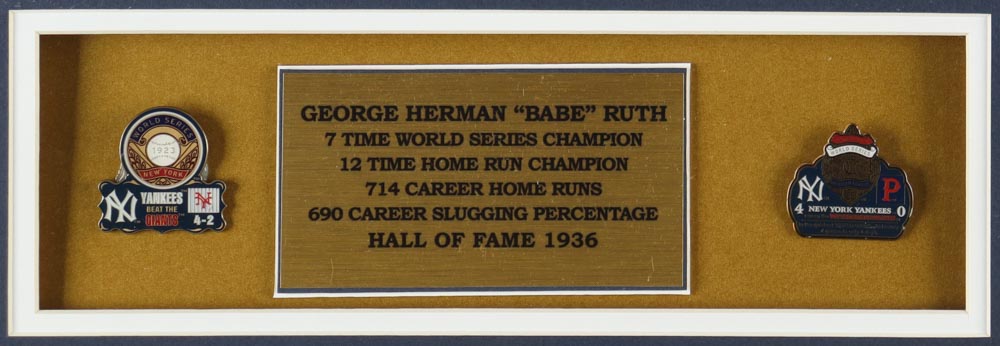 WORLD SERIES
1923
NEW YORK
NY
YANKEES
BEAT THE
GIANTS
NY
4-2
GEORGE HERMAN “BABE” RUTH
7 TIME WORLD SERIES CHAMPION
12 TIME HOME RUN CHAMPION
714 CAREER HOME RUNS
690 CAREER SLUGGING PERCENTAGE
HALL OF FAME 1936
WORLD SERIES
NY
P
4 NEW YORK YANKEES 0